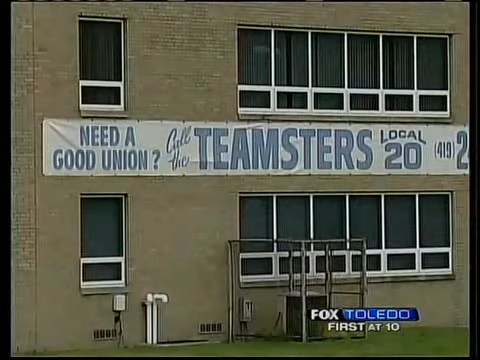 NEED A
GOOD UNION?
Call
the
TEAMSTERS
LOCAL
20
(419) 2
FOX TOLEDO
FIRST AT 10